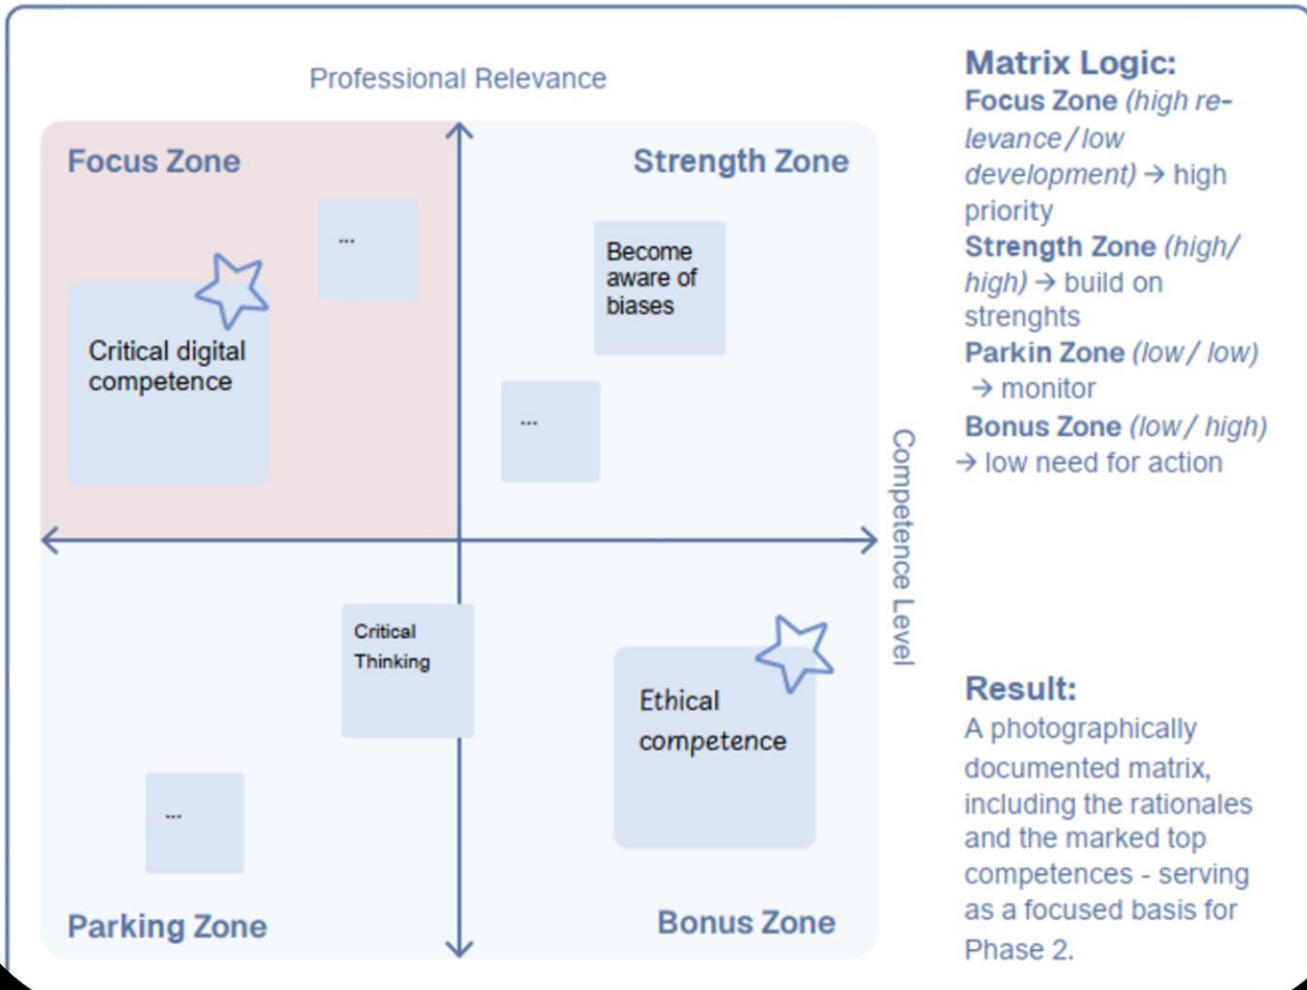 Professional Relevance
Focus Zone
Strength Zone
...
Become
aware of
biases
Critical digital
competence
...
Competence Level
Critical
Thinking
Ethical
competence
...
Parking Zone
Bonus Zone
Matrix Logic:
Focus Zone (high re-
levance / low
development) → high
priority
Strength Zone (high/
high) → build on
strenghts
Parkin Zone (low / low)
→ monitor
Bonus Zone (low / high)
→ low need for action
Result:
A photographically
documented matrix,
including the rationales
and the marked top
competences - serving
as a focused basis for
Phase 2.